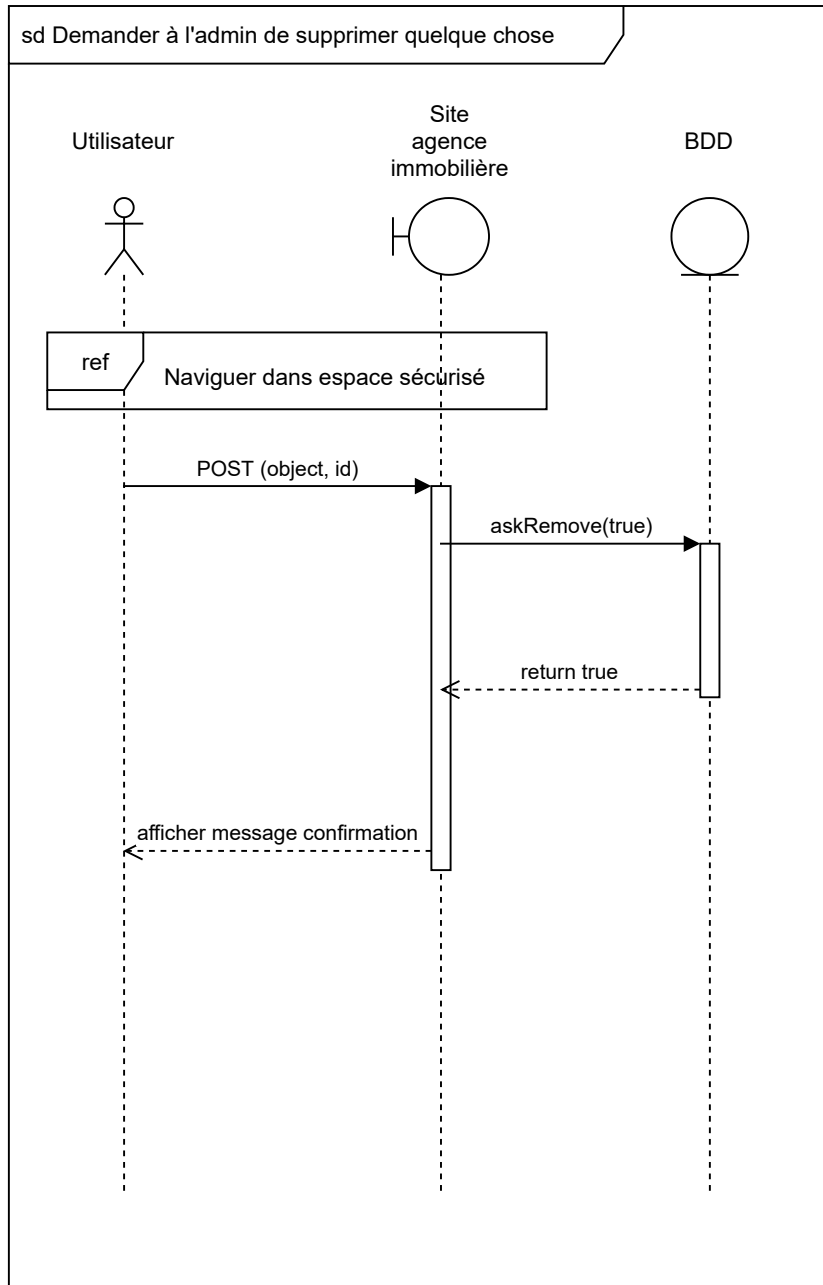 sd Demander à l'admin de supprimer quelque chose
Utilisateur
Site
agence
immobilière
BDD
ref
Naviguer dans espace sécurisé
POST (object, id)
askRemove(true)
return true
afficher message confirmation